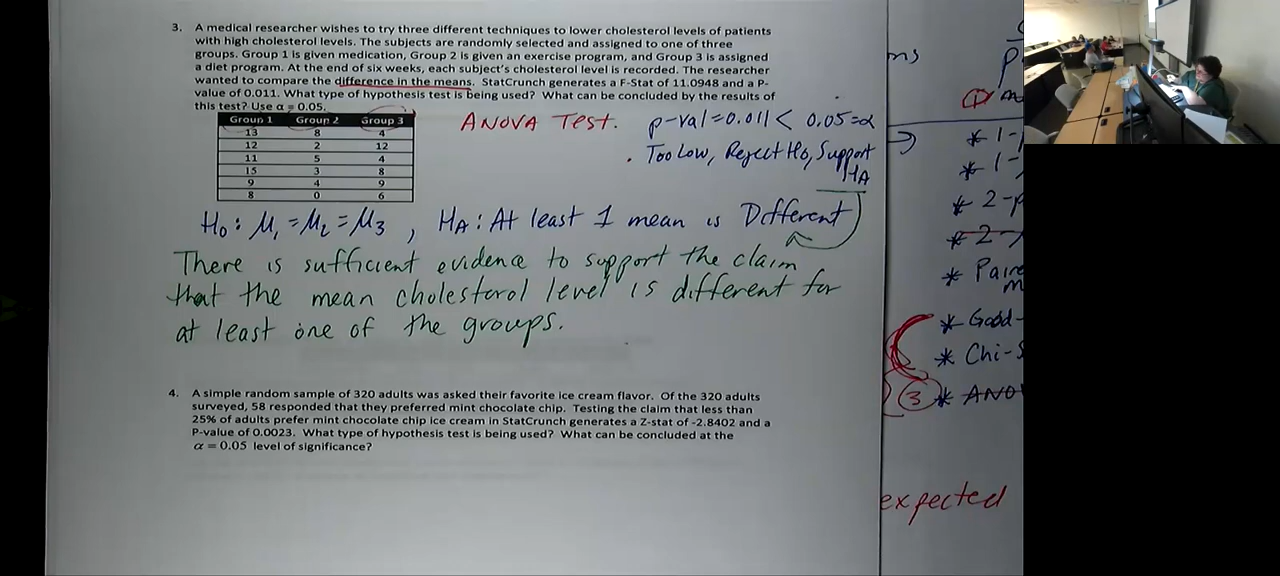 3. A medical researcher wishes to try three different techniques to lower cholesterol levels of patients
with high cholesterol levels. The subjects are randomly selected and assigned to one of three
groups. Group 1 is given medication, Group 2 is given an exercise program, and Group 3 is assigned
a diet program. At the end of six weeks, each subject's cholesterol level is recorded. The researcher
wanted to compare the difference in the means. StatCrunch generates a F-Stat of 11.0948 and a P-
value of 0.011. What type of hypothesis test is being used? What can be concluded by the results of
this test? Use α = 0.05.
Group 1 Group 2 Group 3
13 8 4
12 2 12
11 5 4
15 3 8
9 4 9
8 0 6
ANOVA Test.
p-val=0.011 < 0.05=α
. Too Low, Reject Ho, Support
HA
Ho: μ1 = μ2 = μ3 , HA: At least 1 mean is Different
There is sufficient evidence to support the claim
that the mean cholesterol level is different for
at least one of the groups.
4. A simple random sample of 320 adults was asked their favorite ice cream flavor. Of the 320 adults
surveyed, 58 responded that they preferred mint chocolate chip. Testing the claim that less than
25% of adults prefer mint chocolate chip ice cream in StatCrunch generates a Z-stat of -2.8402 and a
P-value of 0.0023. What type of hypothesis test is being used? What can be concluded at the
α = 0.05 level of significance?
* 1-
* 1-
* 2-p
* 2-
* Paire
m
* Good-
* Chi-S
3 * ANO
expected